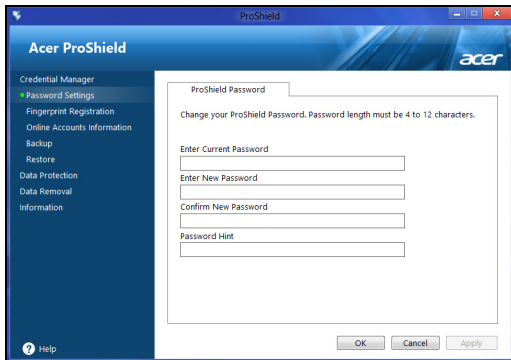 ProShield
Acer ProShield
acer
Credential Manager
Password Settings
Fingerprint Registration
Online Accounts Information
Backup
Restore
Data Protection
Data Removal
Information
Help
ProShield Password
Change your ProShield Password. Password length must be 4 to 12 characters.
Enter Current Password
Enter New Password
Confirm New Password
Password Hint
OK
Cancel
Apply